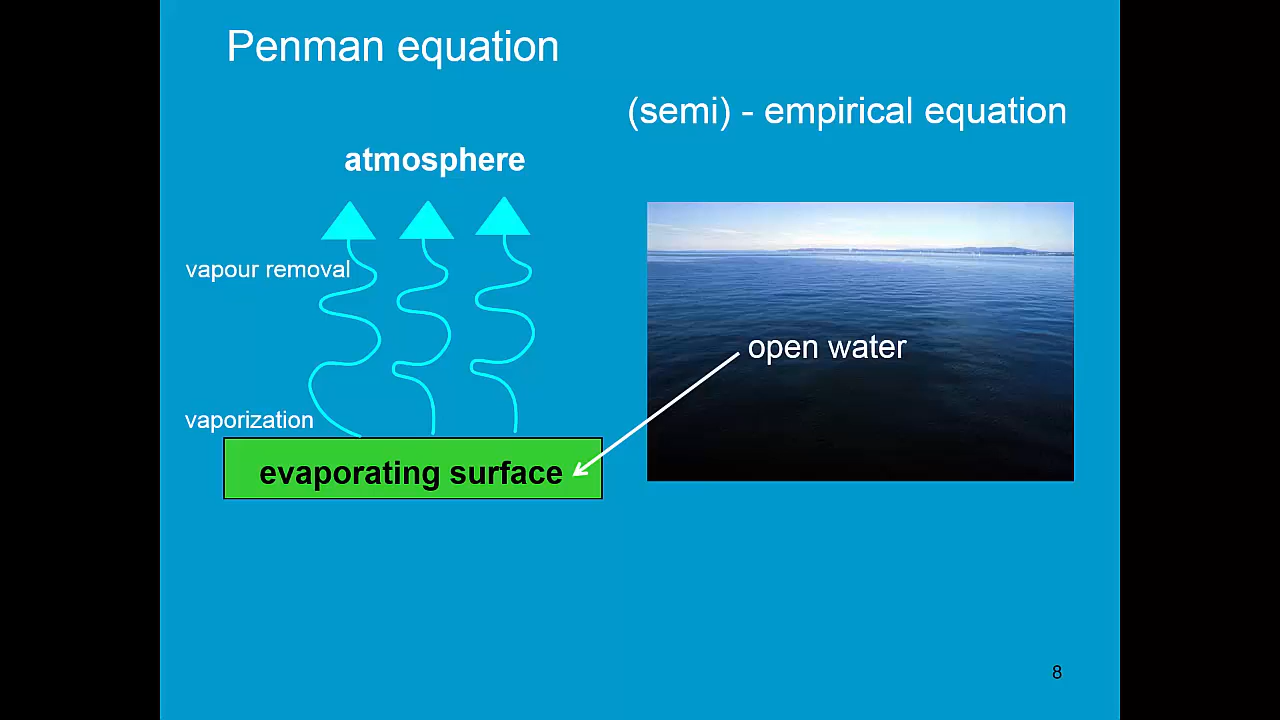 Penman equation
(semi) - empirical equation
atmosphere
vapour removal
open water
vaporization
evaporating surface
8